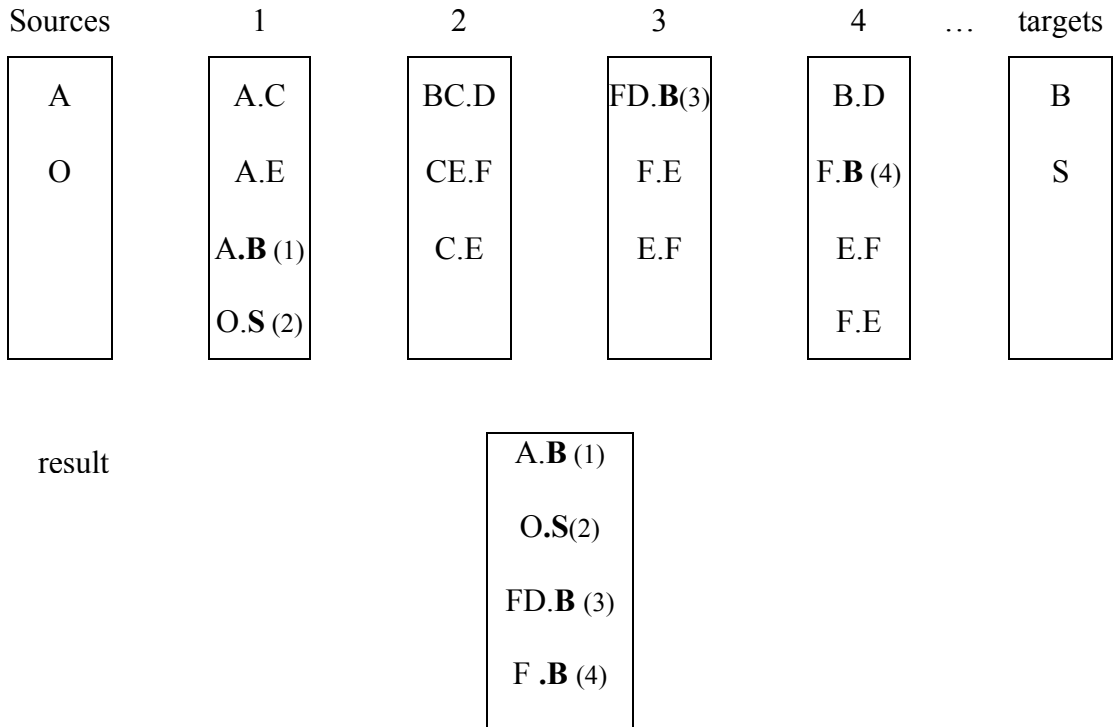 Sources 1 2 3 4 … targets
A A.C BC.D FD.B(3) B.D B
O A.E CE.F F.E F.B (4) S
A.B (1) C.E E.F E.F
O.S (2) F.E
A.B (1)
result
O.S(2)
FD.B (3)
F .B (4)